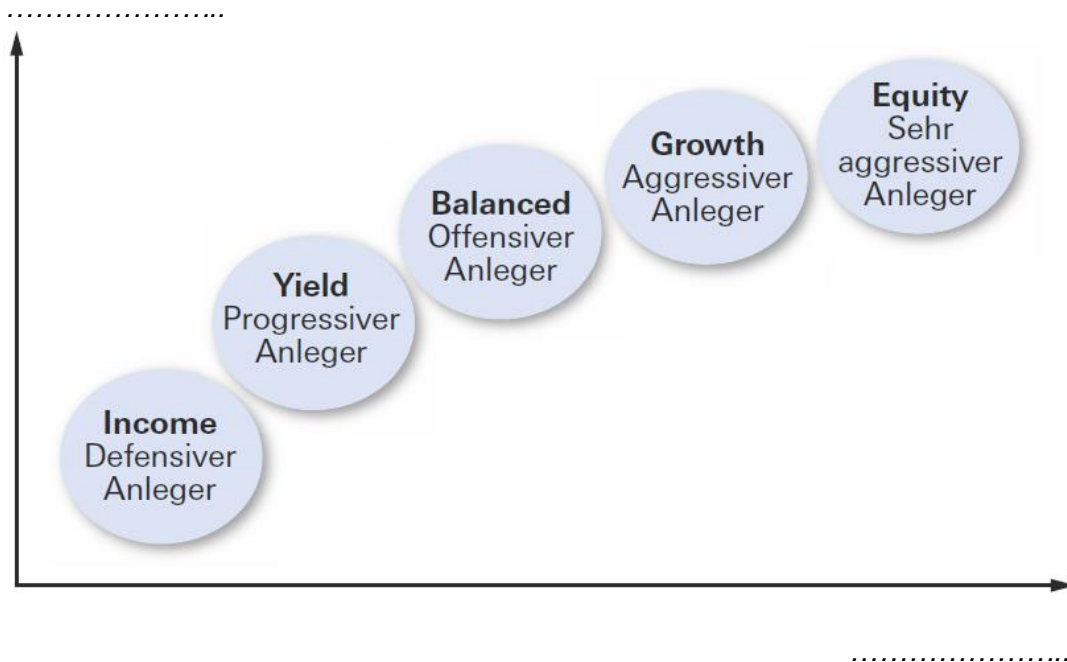 ……………………..
Equity
Sehr
aggressiver
Anleger
Growth
Aggressiver
Anleger
Balanced
Offensiver
Anleger
Yield
Progressiver
Anleger
Income
Defensiver
Anleger
……………………..